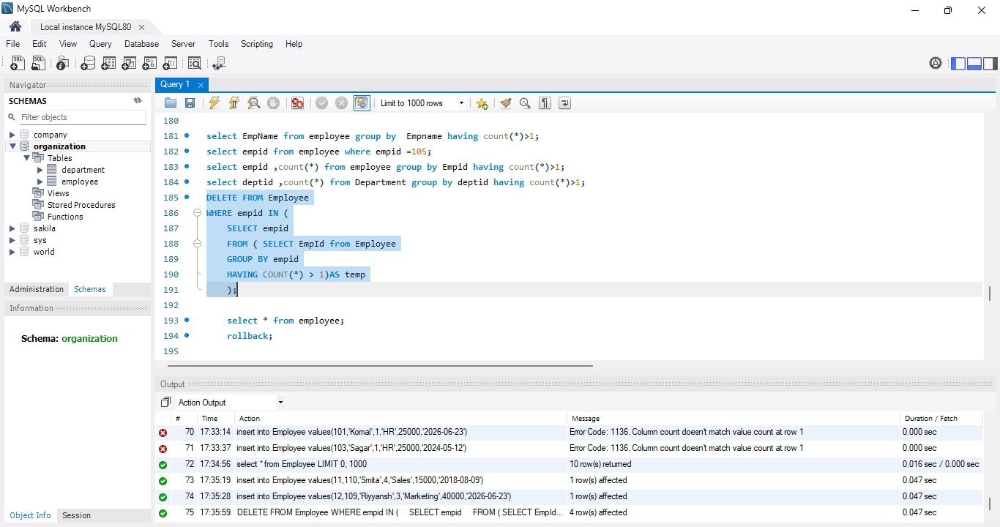 MySQL Workbench
Local instance MySQL80
File Edit View Query Database Server Tools Scripting Help
Navigator
SCHEMAS
Filter objects
company
organization
Tables
department
employee
Views
Stored Procedures
Functions
sakila
sys
world
Administration Schemas
Information
Schema: organization
Object Info Session
Query 1
Limit to 1000 rows
180
181 select EmpName from employee group by  Empname having count(*)>1;
182 select empid from employee where empid =105;
183 select empid ,count(*) from employee group by Empid having count(*)>1;
184 select deptid ,count(*) from Department group by deptid having count(*)>1;
185 DELETE FROM Employee
186 WHERE empid IN (
187     SELECT empid
188     FROM ( SELECT EmpId from Employee
189     GROUP BY empid
190     HAVING COUNT(*) > 1)AS temp
191     );
192
193     select * from employee;
194     rollback;
195
Output
Action Output
# Time Action Message Duration / Fetch
70 17:33:14 insert into Employee values(101,'Komal',1,'HR',25000,'2026-06-23') Error Code: 1136. Column count doesn't match value count at row 1 0.000 sec
71 17:33:37 insert into Employee values(103,'Sagar',1,'HR',25000,'2024-05-12') Error Code: 1136. Column count doesn't match value count at row 1 0.000 sec
72 17:34:56 select * from Employee LIMIT 0, 1000 10 row(s) returned 0.016 sec / 0.000 sec
73 17:35:19 insert into Employee values(11,110,'Smita',4,'Sales',15000,'2018-08-09') 1 row(s) affected 0.047 sec
74 17:35:28 insert into Employee values(12,109,'Riyyansh',3,'Marketing',40000,'2026-06-23') 1 row(s) affected 0.047 sec
75 17:35:59 DELETE FROM Employee WHERE empid IN (     SELECT empid     FROM ( SELECT EmpId... 4 row(s) affected 0.047 sec